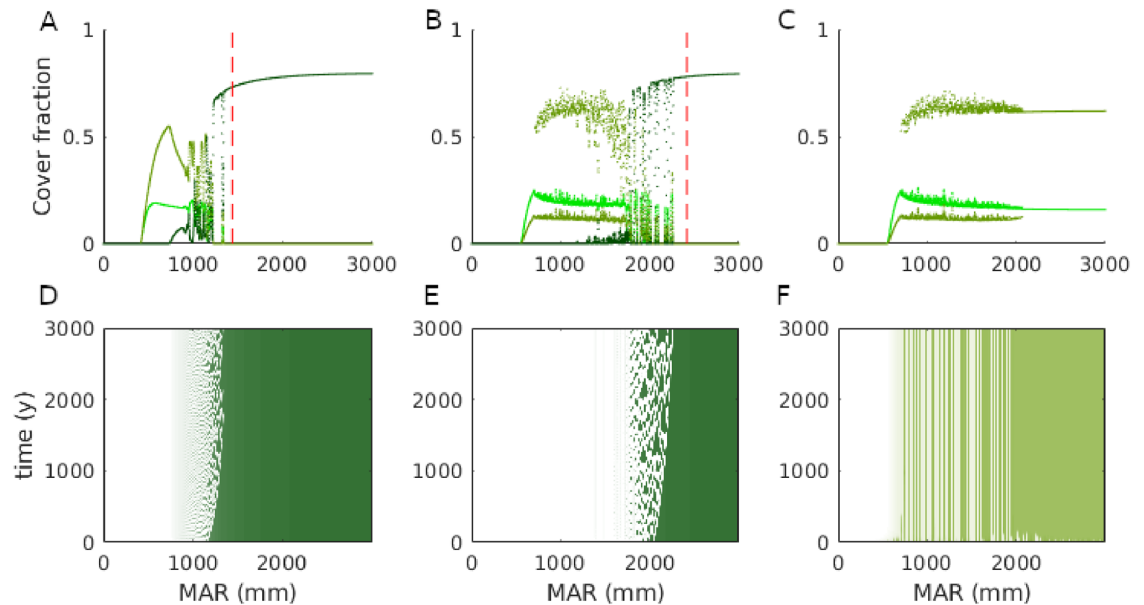 A B C
1 1 1
Cover fraction
0.5 0.5 0.5
0 0 0
0 1000 2000 3000 0 1000 2000 3000 0 1000 2000 3000
D E F
3000 3000 3000
time (y)
2000 2000 2000
1000 1000 1000
0 0 0
0 1000 2000 3000 0 1000 2000 3000 0 1000 2000 3000
MAR (mm) MAR (mm) MAR (mm)